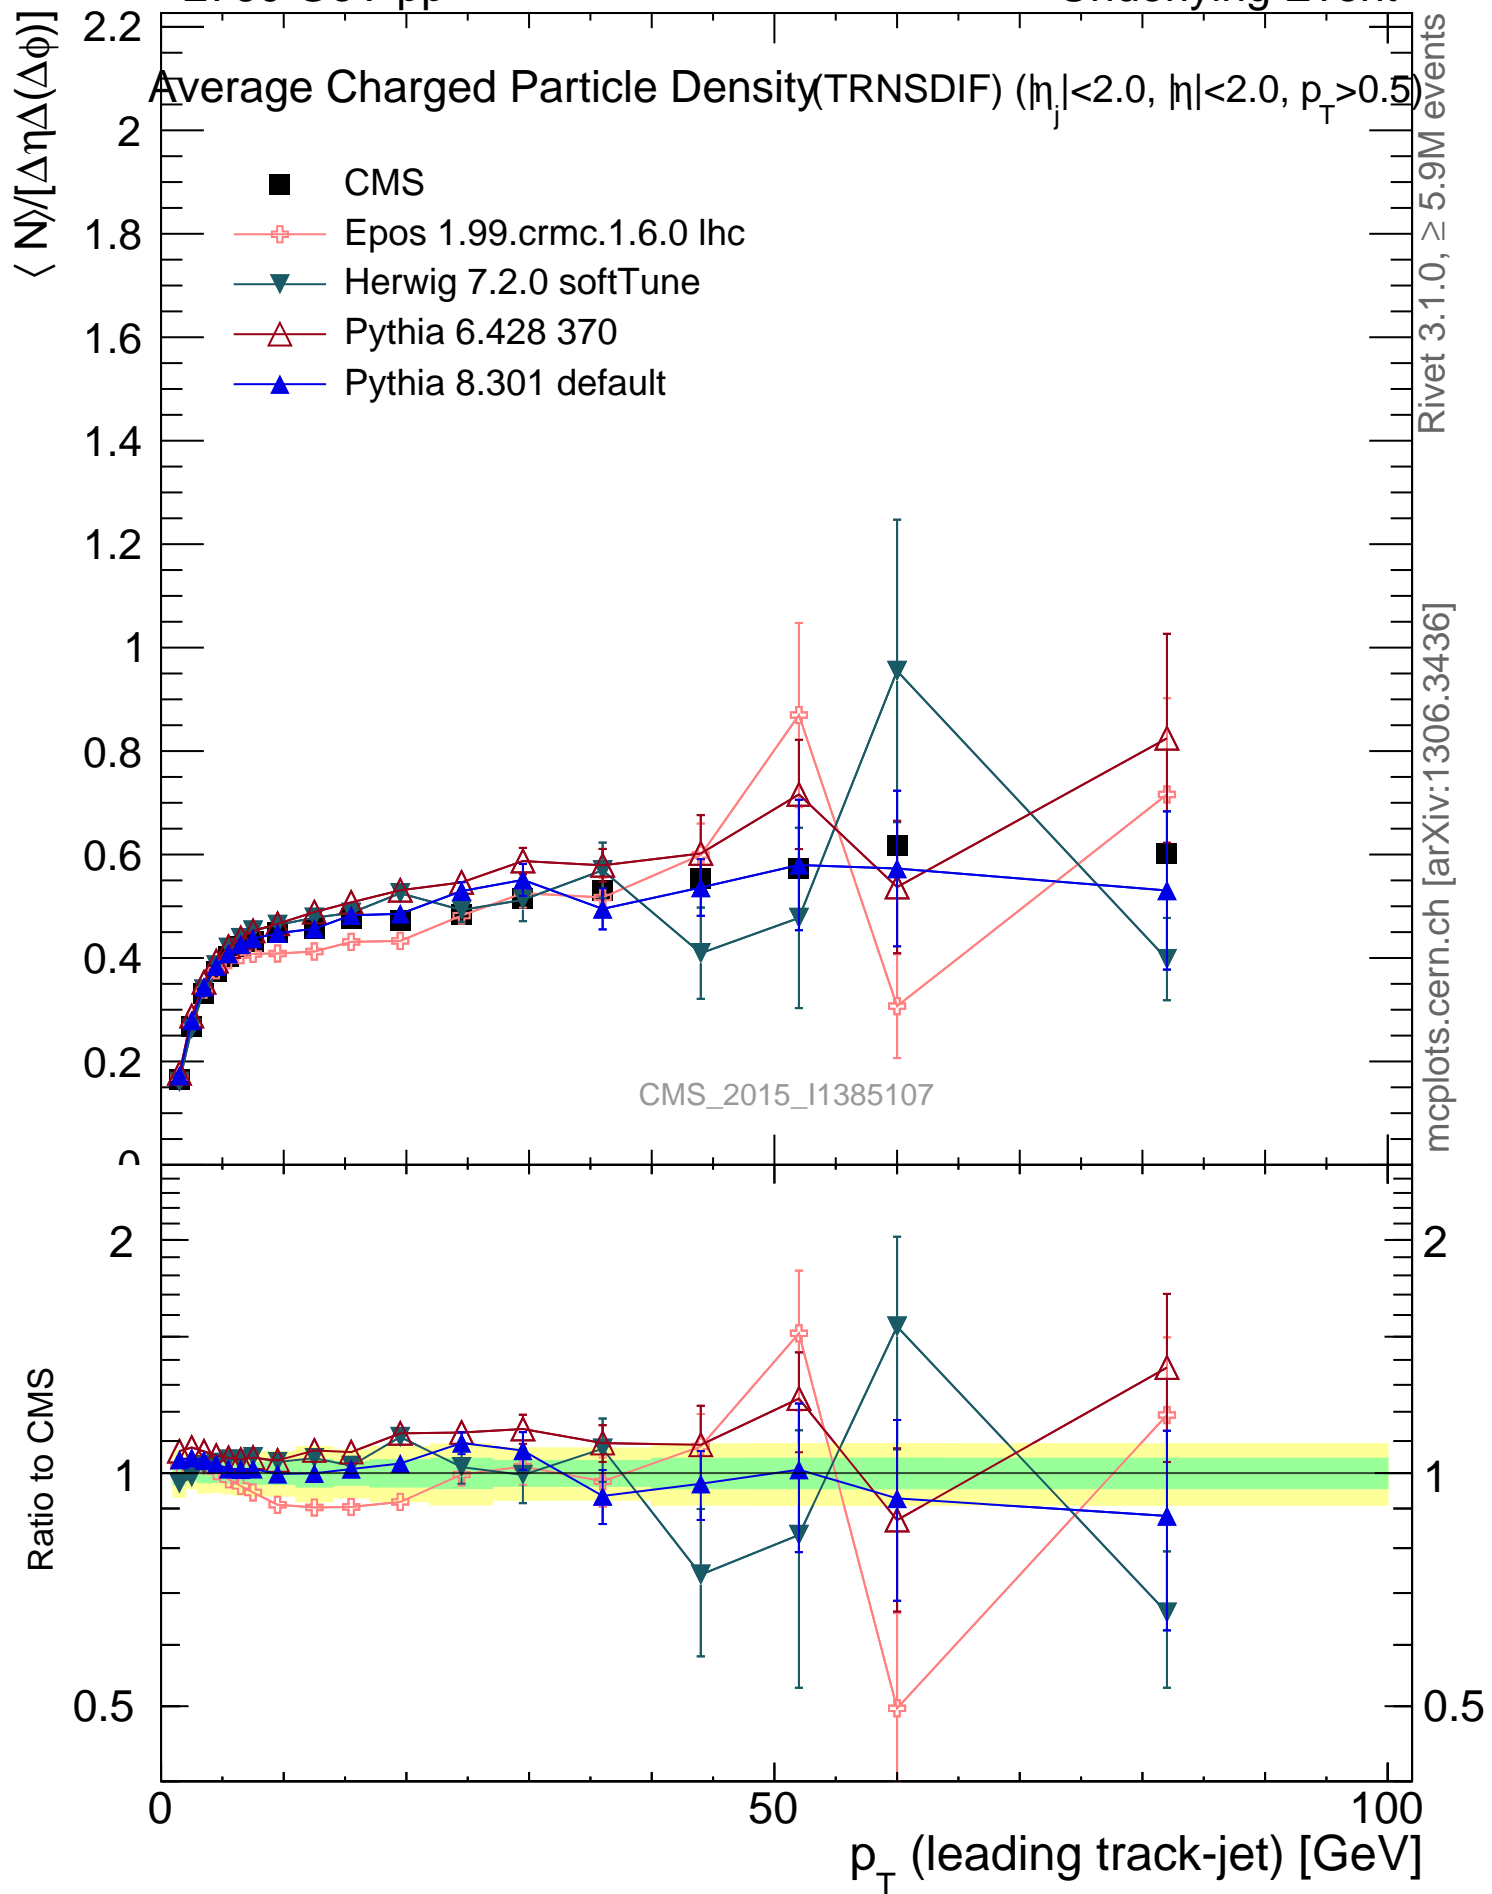 Average Charged Particle Density (TRNSDIF) (|η_j|<2.0, |η|<2.0, p_T>0.5)
⟨ N⟩/[ΔηΔ(Δϕ)]
2.2
2
1.8
1.6
1.4
1.2
1
0.8
0.6
0.4
0.2
CMS
Epos 1.99.crmc.1.6.0 lhc
Herwig 7.2.0 softTune
Pythia 6.428 370
Pythia 8.301 default
CMS_2015_I1385107
Rivet 3.1.0, ≥ 5.9M events
mcplots.cern.ch [arXiv:1306.3436]
Ratio to CMS
2
1
0.5
2
1
0.5
0
50
100
p_T (leading track-jet) [GeV]